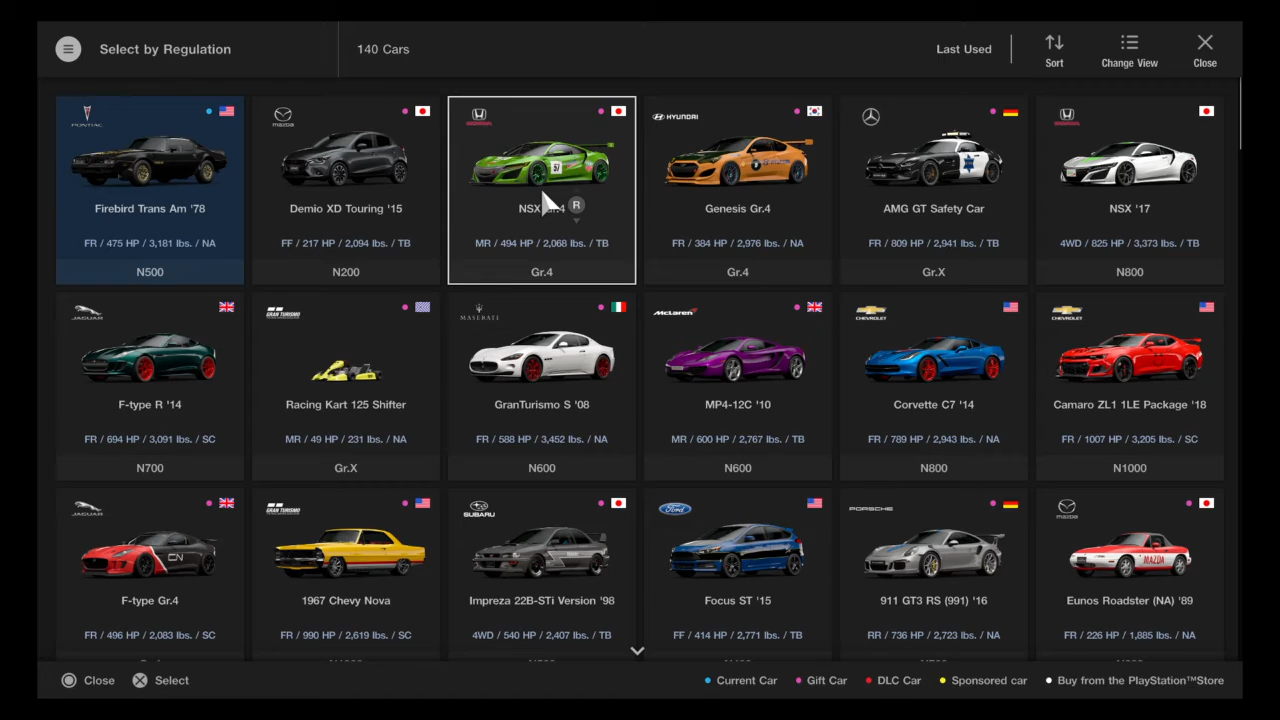 Select by Regulation
140 Cars
Last Used
Sort
Change View
Close
PONTIAC
Firebird Trans Am '78
FR / 475 HP / 3,181 lbs. / NA
N500
mazda
Demio XD Touring '15
FF / 217 HP / 2,094 lbs. / TB
N200
57
R
MR / 494 HP / 2,068 lbs. / TB
Gr.4
HYUNDAI
Genesis Gr.4
FR / 384 HP / 2,976 lbs. / NA
Gr.4
AMG GT Safety Car
FR / 809 HP / 2,941 lbs. / TB
Gr.X
NSX '17
4WD / 825 HP / 3,373 lbs. / TB
N800
JAGUAR
F-type R '14
FR / 694 HP / 3,091 lbs. / SC
N700
GRAN TURISMO
Racing Kart 125 Shifter
MR / 49 HP / 231 lbs. / NA
Gr.X
MASERATI
GranTurismo S '08
FR / 588 HP / 3,452 lbs. / NA
N600
McLaren
MP4-12C '10
MR / 600 HP / 2,767 lbs. / TB
N600
CHEVROLET
Corvette C7 '14
FR / 789 HP / 2,943 lbs. / NA
N800
CHEVROLET
Camaro ZL1 1LE Package '18
FR / 1007 HP / 3,205 lbs. / SC
N1000
JAGUAR
F-type Gr.4
FR / 496 HP / 2,083 lbs. / SC
GRAN TURISMO
1967 Chevy Nova
FR / 990 HP / 2,619 lbs. / SC
SUBARU
Impreza 22B-STi Version '98
4WD / 540 HP / 2,407 lbs. / TB
Ford
Focus ST '15
FF / 414 HP / 2,771 lbs. / TB
PORSCHE
911 GT3 RS (991) '16
RR / 736 HP / 2,723 lbs. / NA
mazda
MAZDA
Eunos Roadster (NA) '89
FR / 226 HP / 1,885 lbs. / NA
Close
Select
Current Car
Gift Car
DLC Car
Sponsored car
Buy from the PlayStation™Store